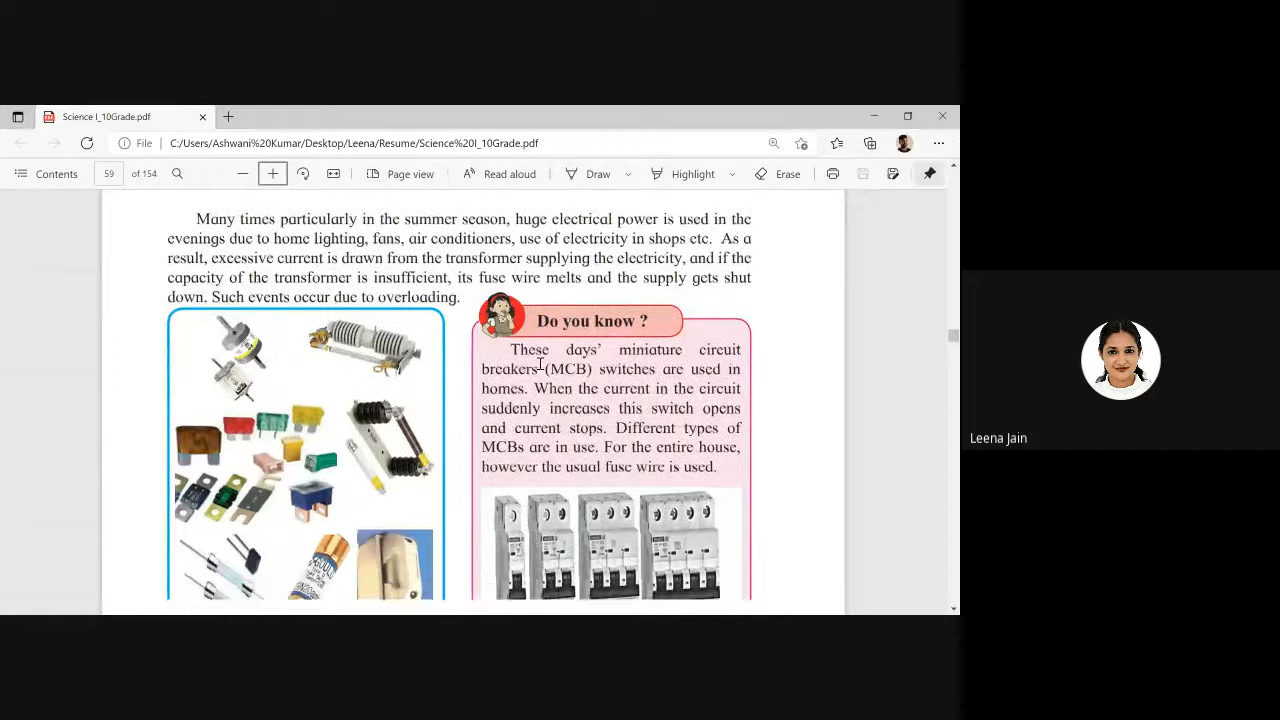 Science I_10Grade.pdf
File
C:/Users/Ashwani%20Kumar/Desktop/Leena/Resume/Science%20I_10Grade.pdf
Contents
59
of 154
Page view
Read aloud
Draw
Highlight
Erase
Many times particularly in the summer season, huge electrical power is used in the
evenings due to home lighting, fans, air conditioners, use of electricity in shops etc. As a
result, excessive current is drawn from the transformer supplying the electricity, and if the
capacity of the transformer is insufficient, its fuse wire melts and the supply gets shut
down. Such events occur due to overloading.
Do you know ?
These days’ miniature circuit
breakers (MCB) switches are used in
homes. When the current in the circuit
suddenly increases this switch opens
and current stops. Different types of
MCBs are in use. For the entire house,
however the usual fuse wire is used.
Leena Jain